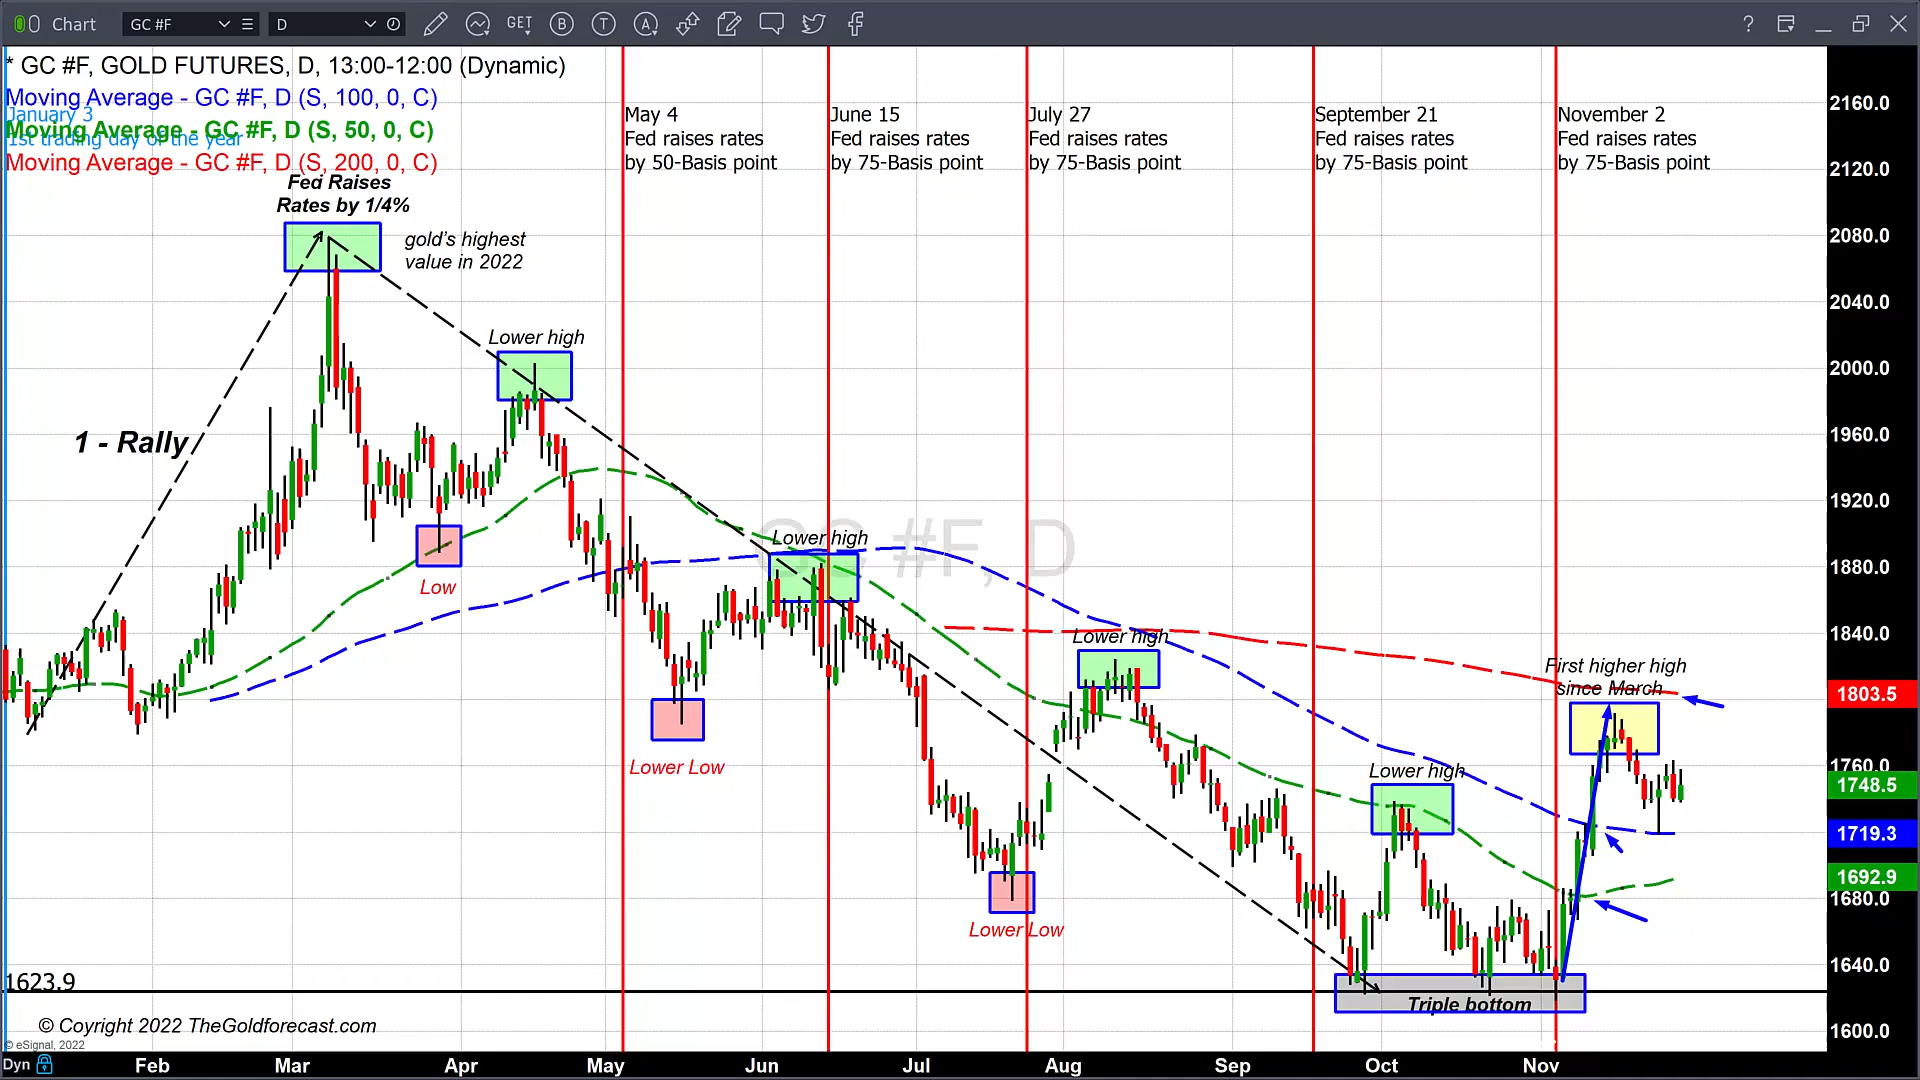 Chart
GC #F
D
GET
B
T
A
?
* GC #F, GOLD FUTURES, D, 13:00-12:00 (Dynamic)
Moving Average - GC #F, D (S, 100, 0, C)
January 3
Moving Average - GC #F, D (S, 50, 0, C)
1st trading day of the year
Moving Average - GC #F, D (S, 200, 0, C)
Fed Raises
Rates by 1/4%
gold's highest
value in 2022
Lower high
1 - Rally
Low
May 4
Fed raises rates
by 50-Basis point
June 15
Fed raises rates
by 75-Basis point
July 27
Fed raises rates
by 75-Basis point
September 21
Fed raises rates
by 75-Basis point
November 2
Fed raises rates
by 75-Basis point
GC #F, D
Lower high
Lower Low
Lower high
Lower Low
Lower high
First higher high
since March
Triple bottom
1623.9
© Coyright 2022 TheGoldforecast.com
© eSignal, 2022
Dyn
Feb
Mar
Apr
May
Jun
Jul
Aug
Sep
Oct
Nov
2160.0
2120.0
2080.0
2040.0
2000.0
1960.0
1920.0
1880.0
1840.0
1803.5
1760.0
1748.5
1719.3
1692.9
1680.0
1640.0
1600.0